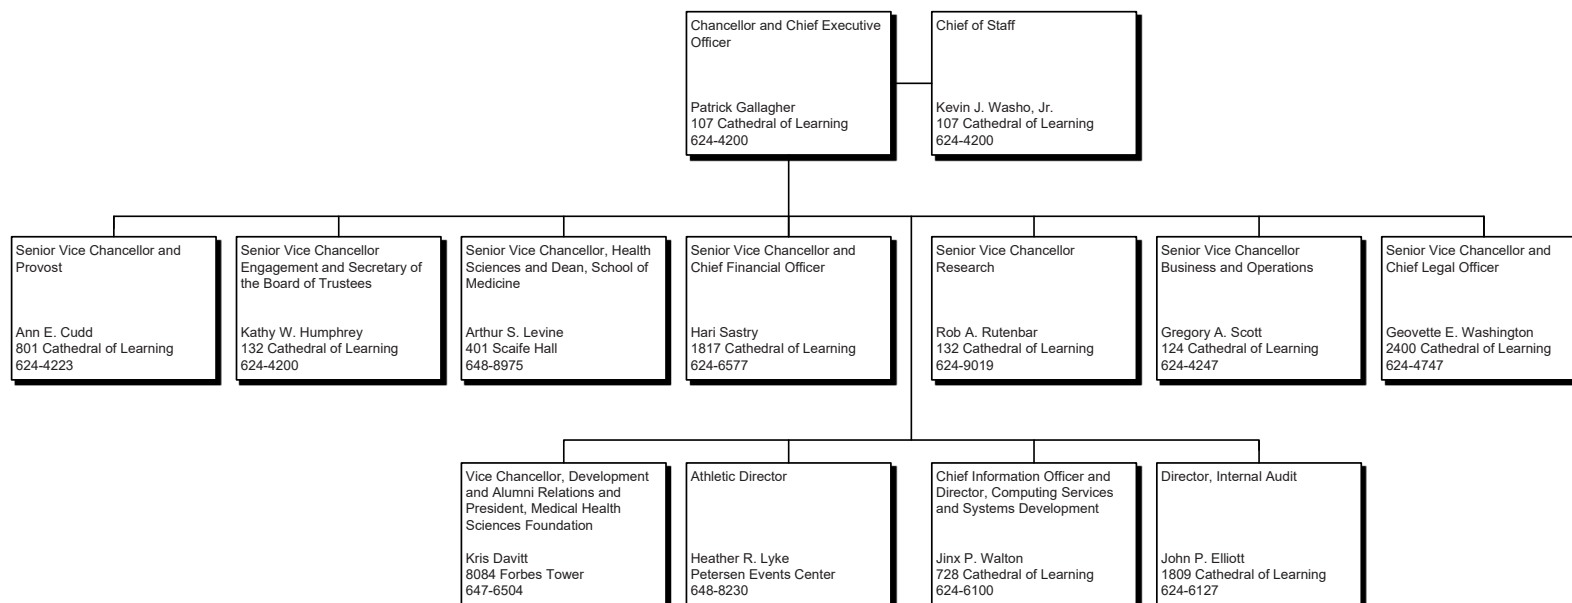 Chancellor and Chief Executive
Officer
Patrick Gallagher
107 Cathedral of Learning
624-4200
Chief of Staff
Kevin J. Washo, Jr.
107 Cathedral of Learning
624-4200
Senior Vice Chancellor and
Provost
Ann E. Cudd
801 Cathedral of Learning
624-4223
Senior Vice Chancellor
Engagement and Secretary of
the Board of Trustees
Kathy W. Humphrey
132 Cathedral of Learning
624-4200
Senior Vice Chancellor, Health
Sciences and Dean, School of
Medicine
Arthur S. Levine
401 Scaife Hall
648-8975
Senior Vice Chancellor and
Chief Financial Officer
Hari Sastry
1817 Cathedral of Learning
624-6577
Senior Vice Chancellor
Research
Rob A. Rutenbar
132 Cathedral of Learning
624-9019
Senior Vice Chancellor
Business and Operations
Gregory A. Scott
124 Cathedral of Learning
624-4247
Senior Vice Chancellor and
Chief Legal Officer
Geovette E. Washington
2400 Cathedral of Learning
624-4747
Vice Chancellor, Development
and Alumni Relations and
President, Medical Health
Sciences Foundation
Kris Davitt
8084 Forbes Tower
647-6504
Athletic Director
Heather R. Lyke
Petersen Events Center
648-8230
Chief Information Officer and
Director, Computing Services
and Systems Development
Jinx P. Walton
728 Cathedral of Learning
624-6100
Director, Internal Audit
John P. Elliott
1809 Cathedral of Learning
624-6127